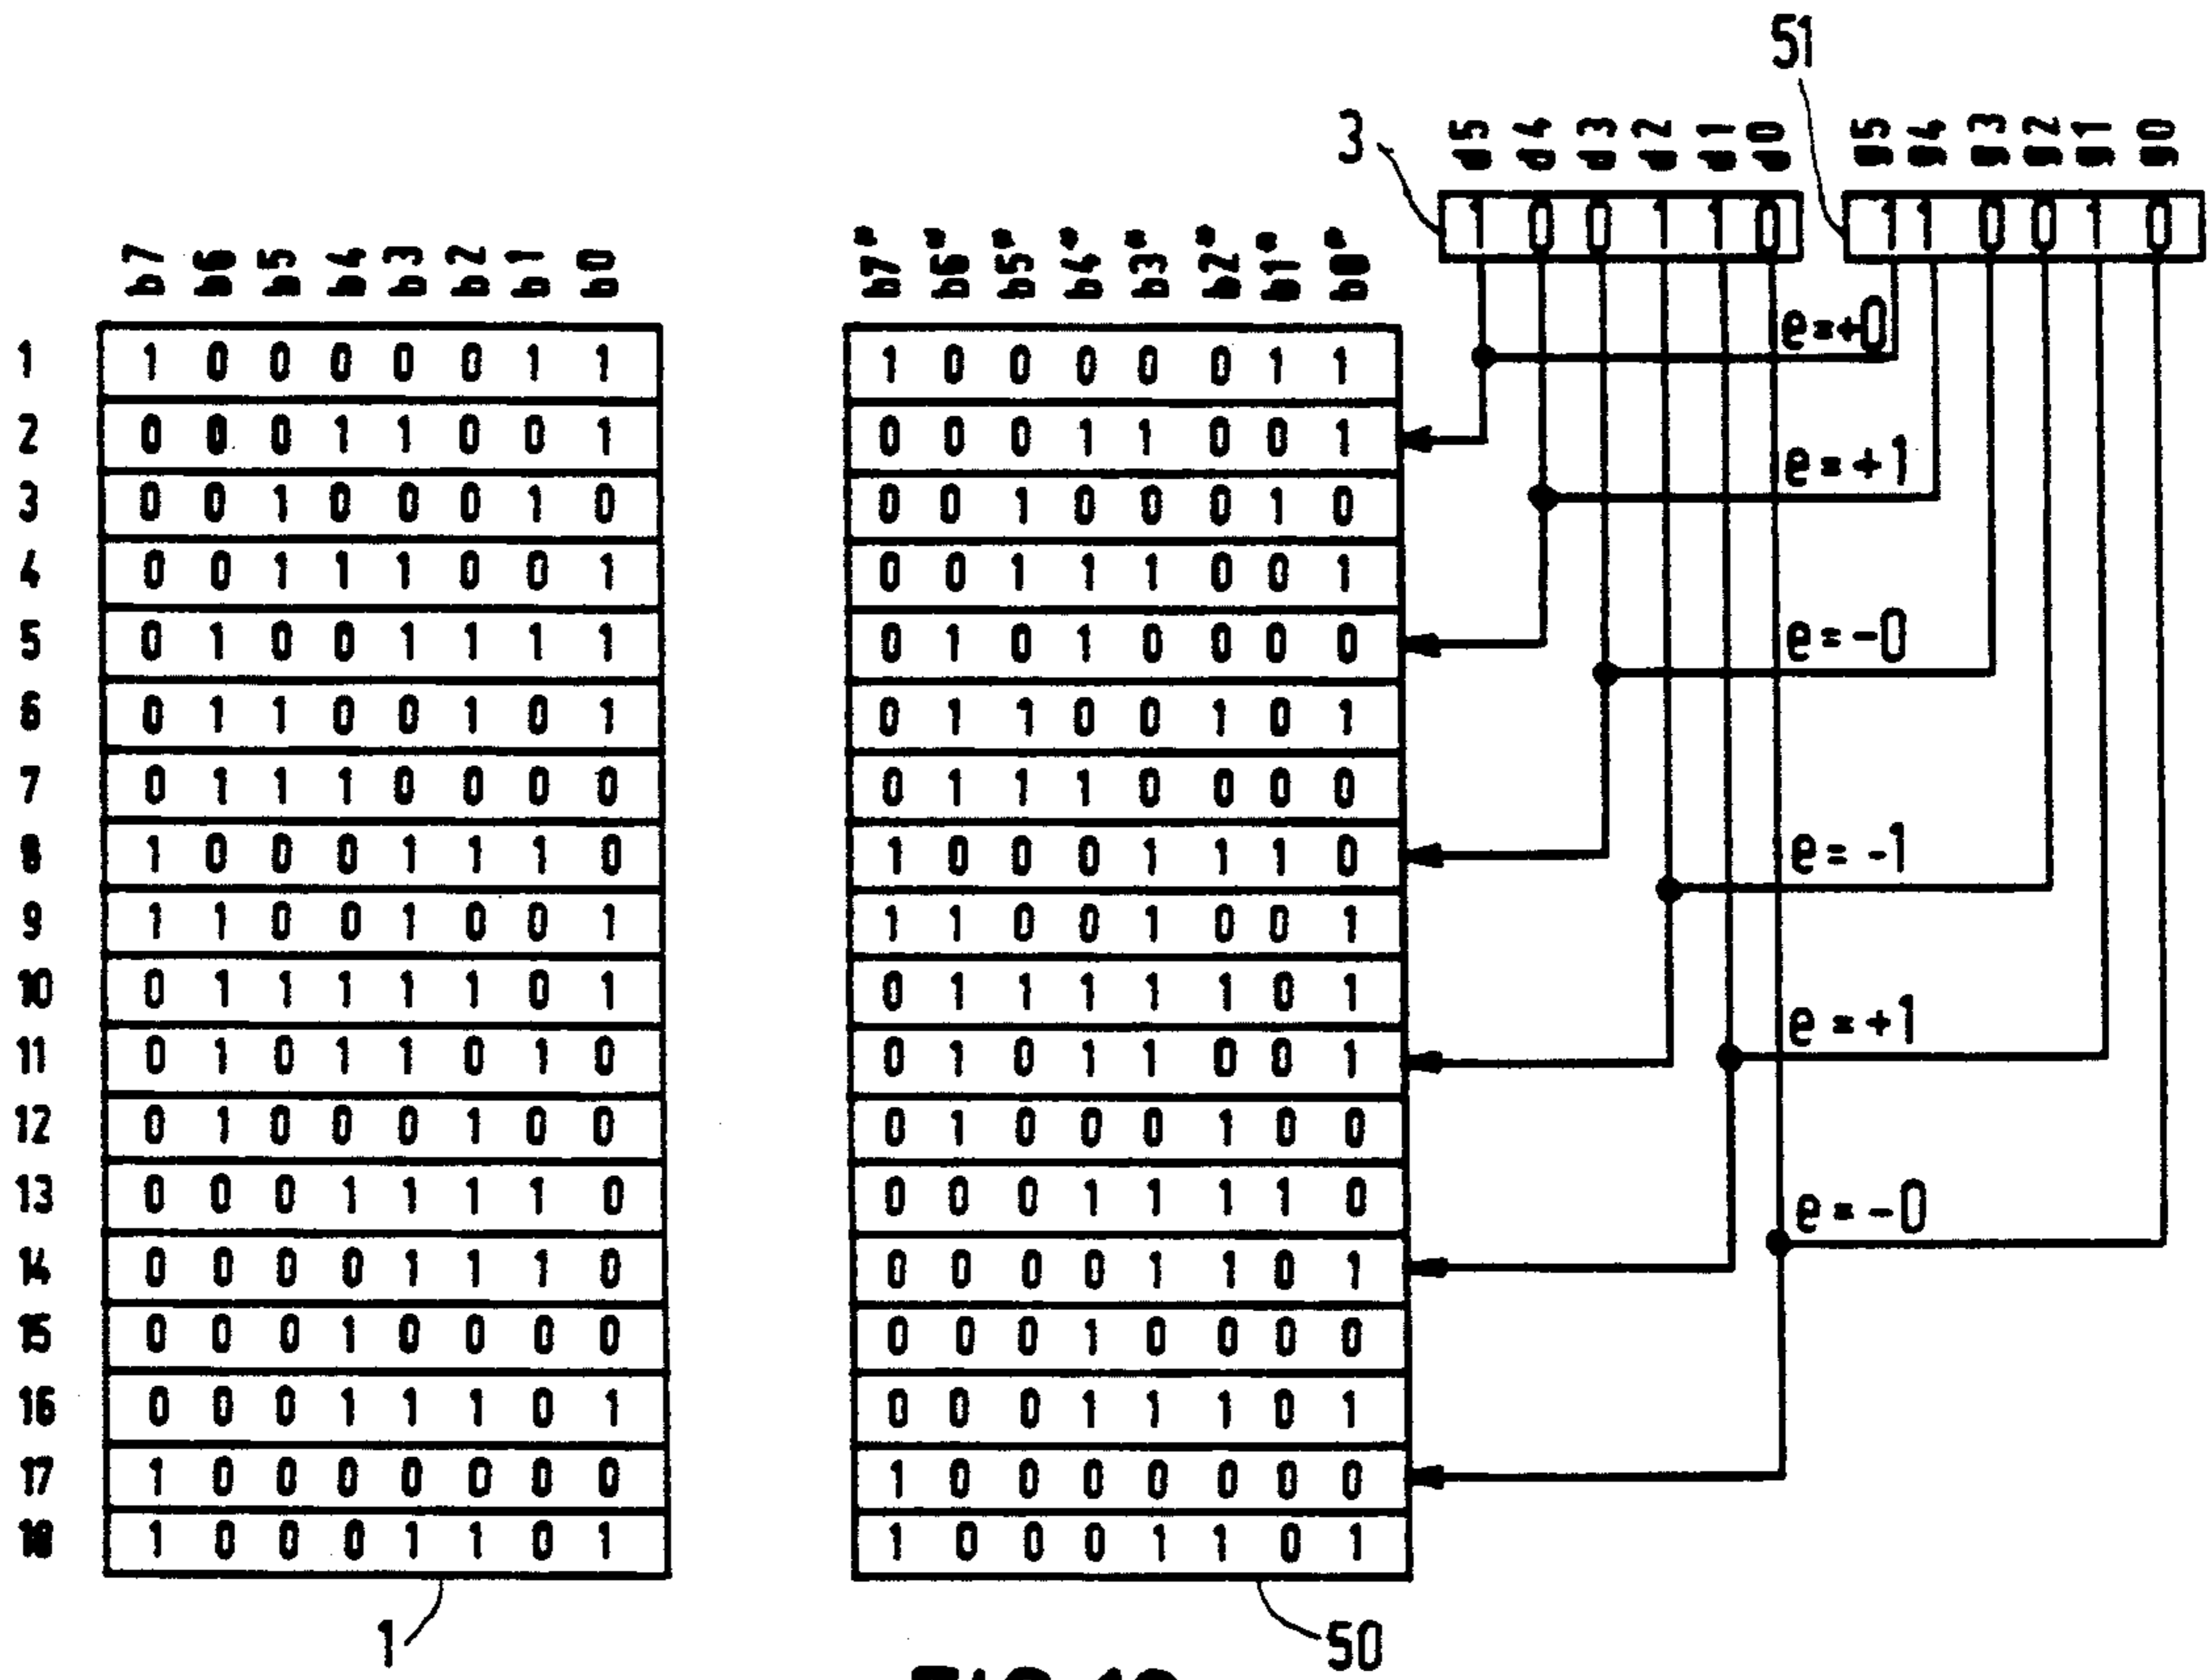 51
3
d5 d4 d3 d2 d1 d0
g5 g4 g3 g2 g1 g0
1 0 0 1 1 0
1 1 0 0 1 0
b7 b6 b5 b4 b3 b2 b1 b0
b7* b6* b5* b4* b3* b2* b1* b0*
e=+0
e=+1
e=-0
e=-1
e=+1
e=-0
1 1 0 0 0 0 0 1 1 1 0 0 0 0 0 1 1
2 0 0 0 1 1 0 0 1 0 0 0 1 1 0 0 1
3 0 0 1 0 0 0 1 0 0 0 1 0 0 0 1 0
4 0 0 1 1 1 0 0 1 0 0 1 1 1 0 0 1
5 0 1 0 0 1 1 1 1 0 1 0 1 0 0 0 0
6 0 1 1 0 0 1 0 1 0 1 1 0 0 1 0 1
7 0 1 1 1 0 0 0 0 0 1 1 1 0 0 0 0
8 1 0 0 0 1 1 1 0 1 0 0 0 1 1 1 0
9 1 1 0 0 1 0 0 1 1 1 0 0 1 0 0 1
10 0 1 1 1 1 1 0 1 0 1 1 1 1 1 0 1
11 0 1 0 1 1 0 1 0 0 1 0 1 1 0 0 1
12 0 1 0 0 0 1 0 0 0 1 0 0 0 1 0 0
13 0 0 0 1 1 1 1 0 0 0 0 1 1 1 1 0
14 0 0 0 0 1 1 1 0 0 0 0 0 1 1 0 1
15 0 0 0 1 0 0 0 0 0 0 0 1 0 0 0 0
16 0 0 0 1 1 1 0 1 0 0 0 1 1 1 0 1
17 1 0 0 0 0 0 0 0 1 0 0 0 0 0 0 0
18 1 0 0 0 1 1 0 1 1 0 0 0 1 1 0 1
1
50